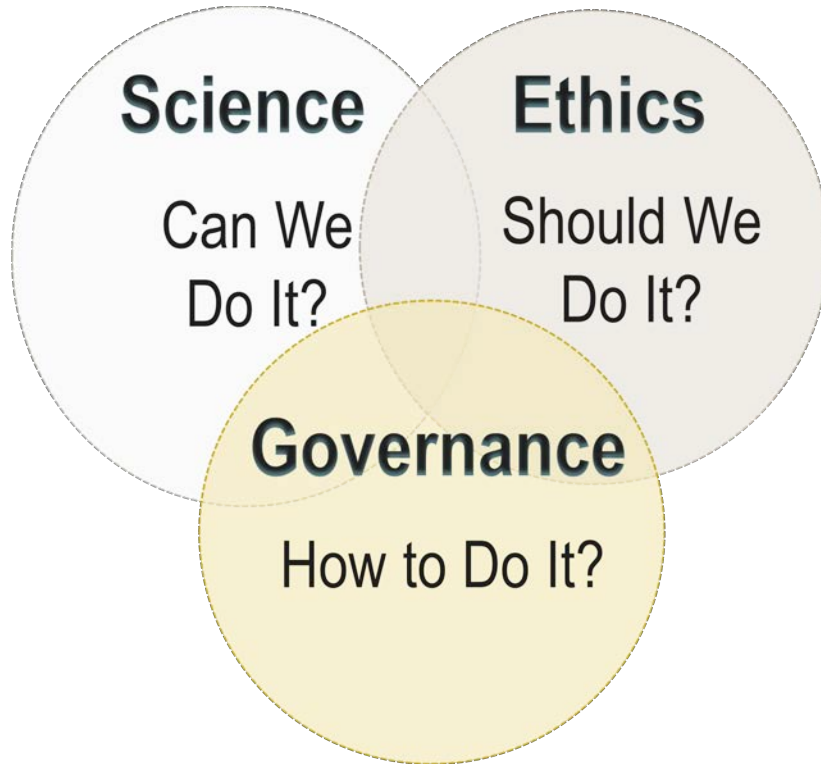 Science
Can We
Do It?
Ethics
Should We
Do It?
Governance
How to Do It?